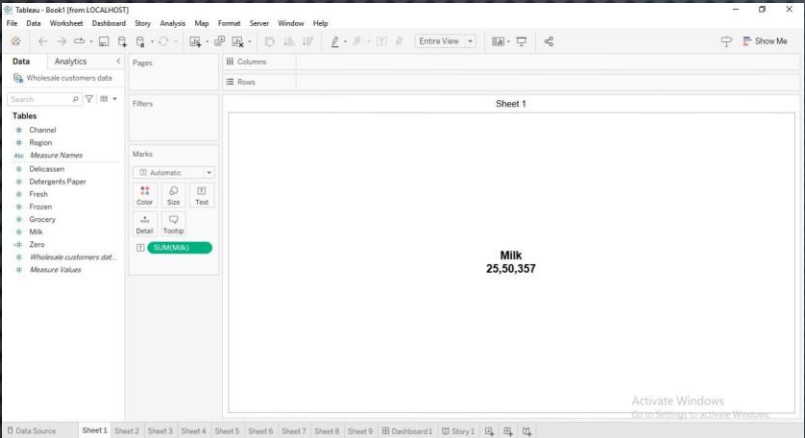 Tableau - Book1 [from LOCALHOST]
File Data Worksheet Dashboard Story Analysis Map Format Server Window Help
Entire View
Show Me
Data Analytics
Wholesale customers data
Search
Tables
# Channel
# Region
Abc Measure Names
# Delicassen
# Detergents Paper
# Fresh
# Frozen
# Grocery
# Milk
=# Zero
# Wholesale customers dat...
# Measure Values
Pages
Filters
Marks
Automatic
Color Size Text
Detail Tooltip
SUM(Milk)
Columns
Rows
Sheet 1
Milk
25,50,357
Activate Windows
Go to Settings to activate Windows.
Data Source Sheet 1 Sheet 2 Sheet 3 Sheet 4 Sheet 5 Sheet 6 Sheet 7 Sheet 8 Sheet 9 Dashboard 1 Story 1